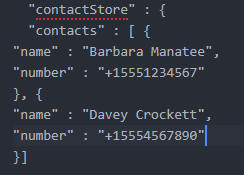 "contactStore" : {
"contacts" : [ {
"name" : "Barbara Manatee",
"number" : "+15551234567"
}, {
"name" : "Davey Crockett",
"number" : "+15554567890"
}]